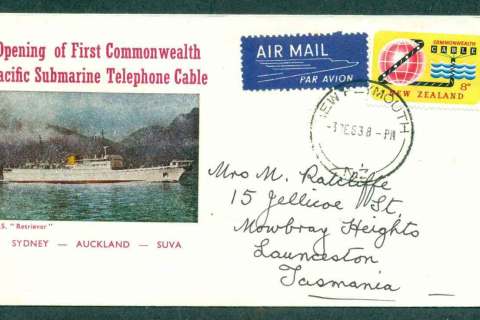 Opening of First Commonwealth
acific Submarine Telephone Cable
AIR MAIL
PAR AVION
COMMONWEALTH
CABLE
8d
NEW ZEALAND
NEW PLYMOUTH
-3 DE 63 8 - PM
N.Z.
S. "Retriever"
SYDNEY — AUCKLAND — SUVA
Mrs M. Ratcliffe
15 Jellicoe St,
Mowbray Heights
Launceston
Tasmania